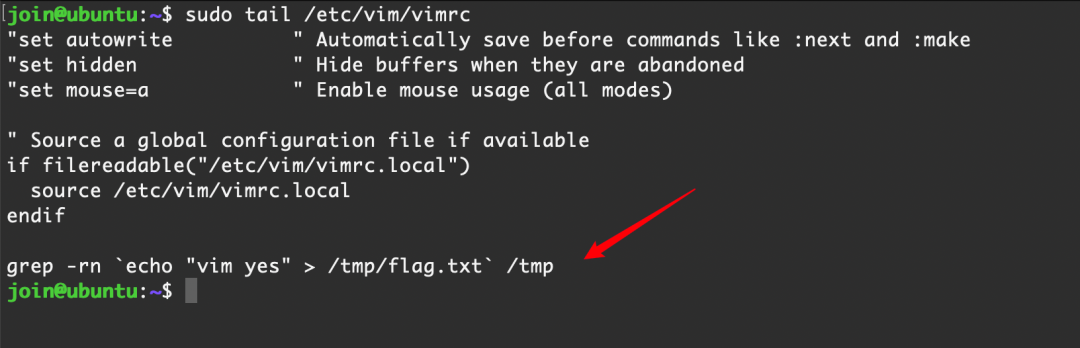 join@ubuntu:~$ sudo tail /etc/vim/vimrc
"set autowrite " Automatically save before commands like :next and :make
"set hidden " Hide buffers when they are abandoned
"set mouse=a " Enable mouse usage (all modes)
" Source a global configuration file if available
if filereadable("/etc/vim/vimrc.local")
  source /etc/vim/vimrc.local
endif
grep -rn `echo "vim yes" > /tmp/flag.txt` /tmp
join@ubuntu:~$